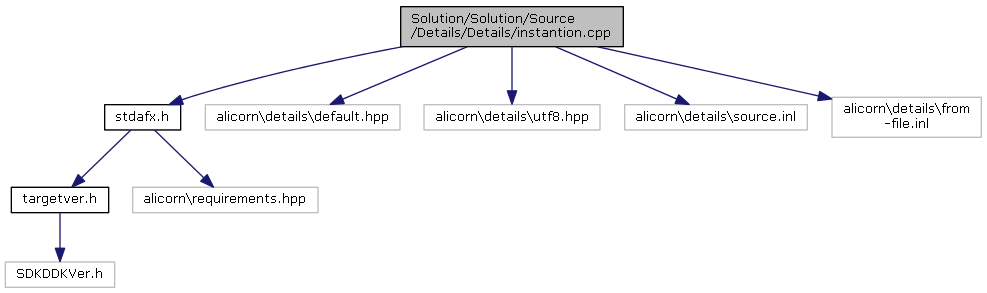 Solution/Solution/Source
/Details/Details/instantion.cpp
stdafx.h
alicorn\details\default.hpp
alicorn\details\utf8.hpp
alicorn\details\source.inl
alicorn\details\from
-file.inl
targetver.h
alicorn\requirements.hpp
SDKDDKVer.h